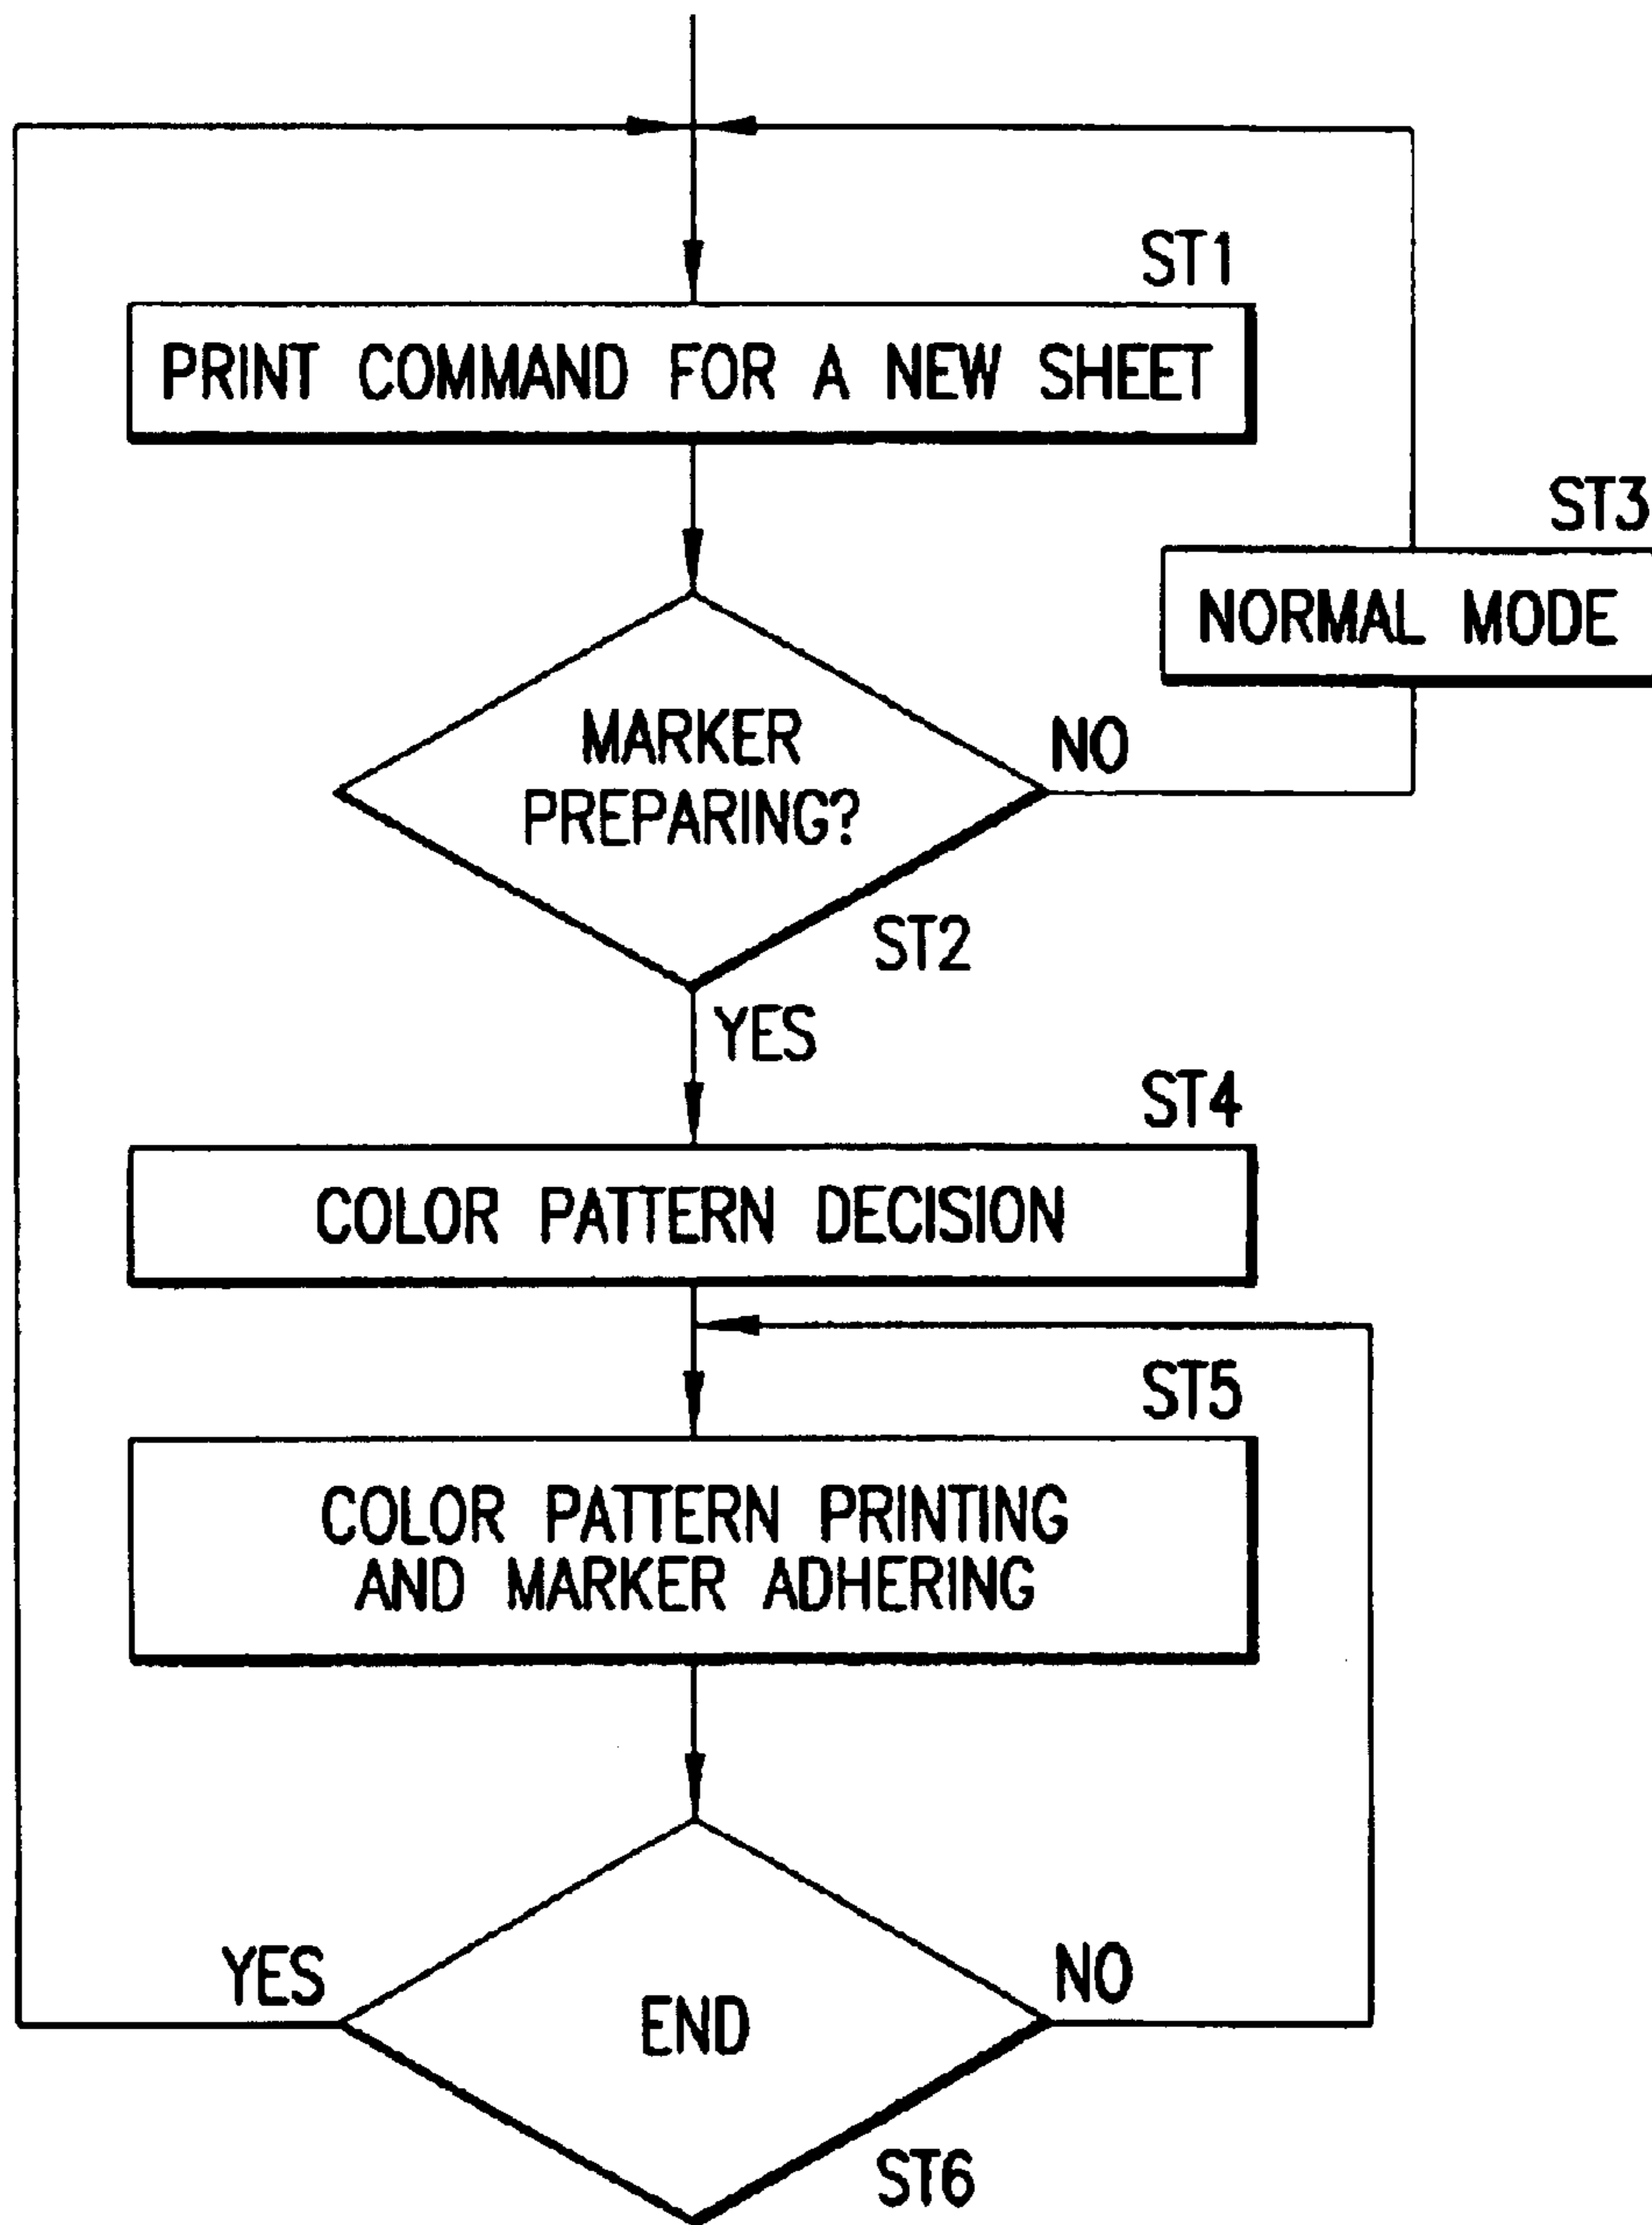 ST1
PRINT COMMAND FOR A NEW SHEET
ST3
NORMAL MODE
MARKER
PREPARING?
NO
ST2
YES
ST4
COLOR PATTERN DECISION
ST5
COLOR PATTERN PRINTING
AND MARKER ADHERING
YES
END
NO
ST6